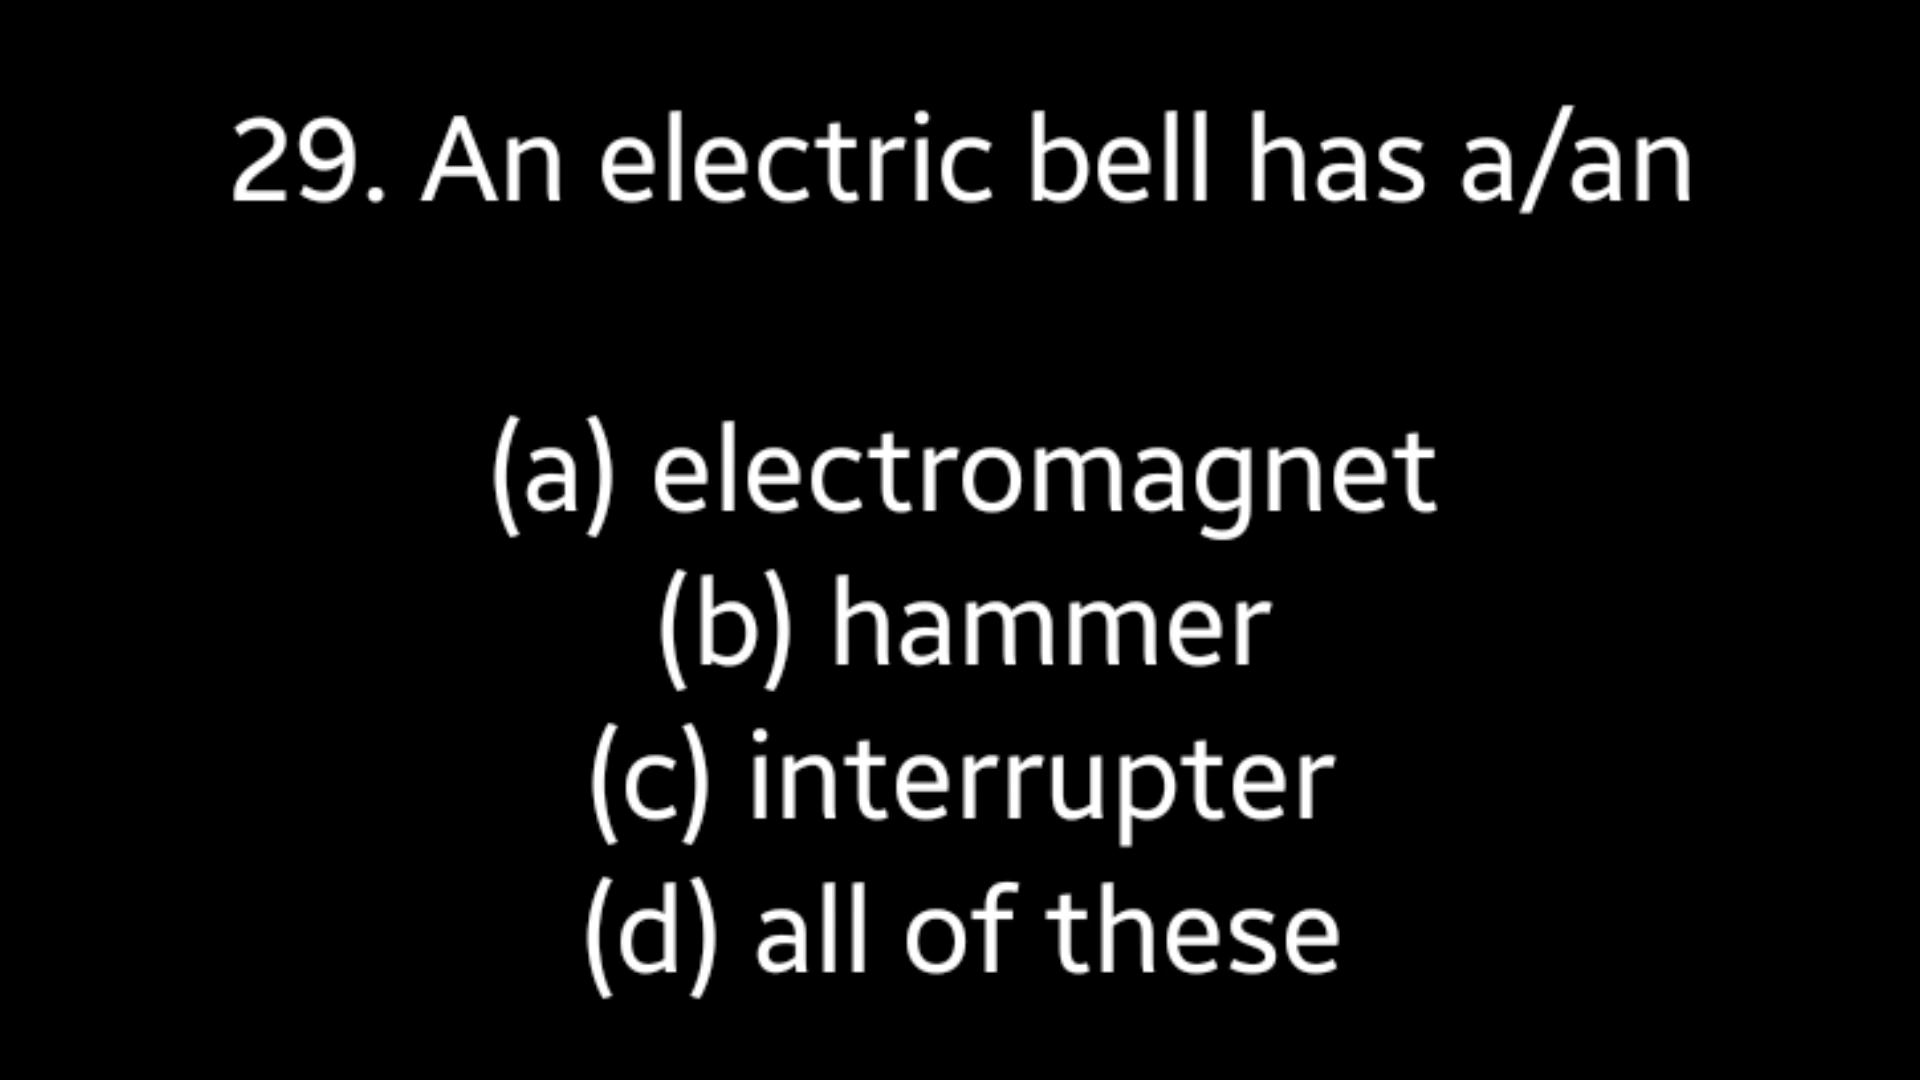 29. An electric bell has a/an
(a) electromagnet
(b) hammer
(c) interrupter
(d) all of these